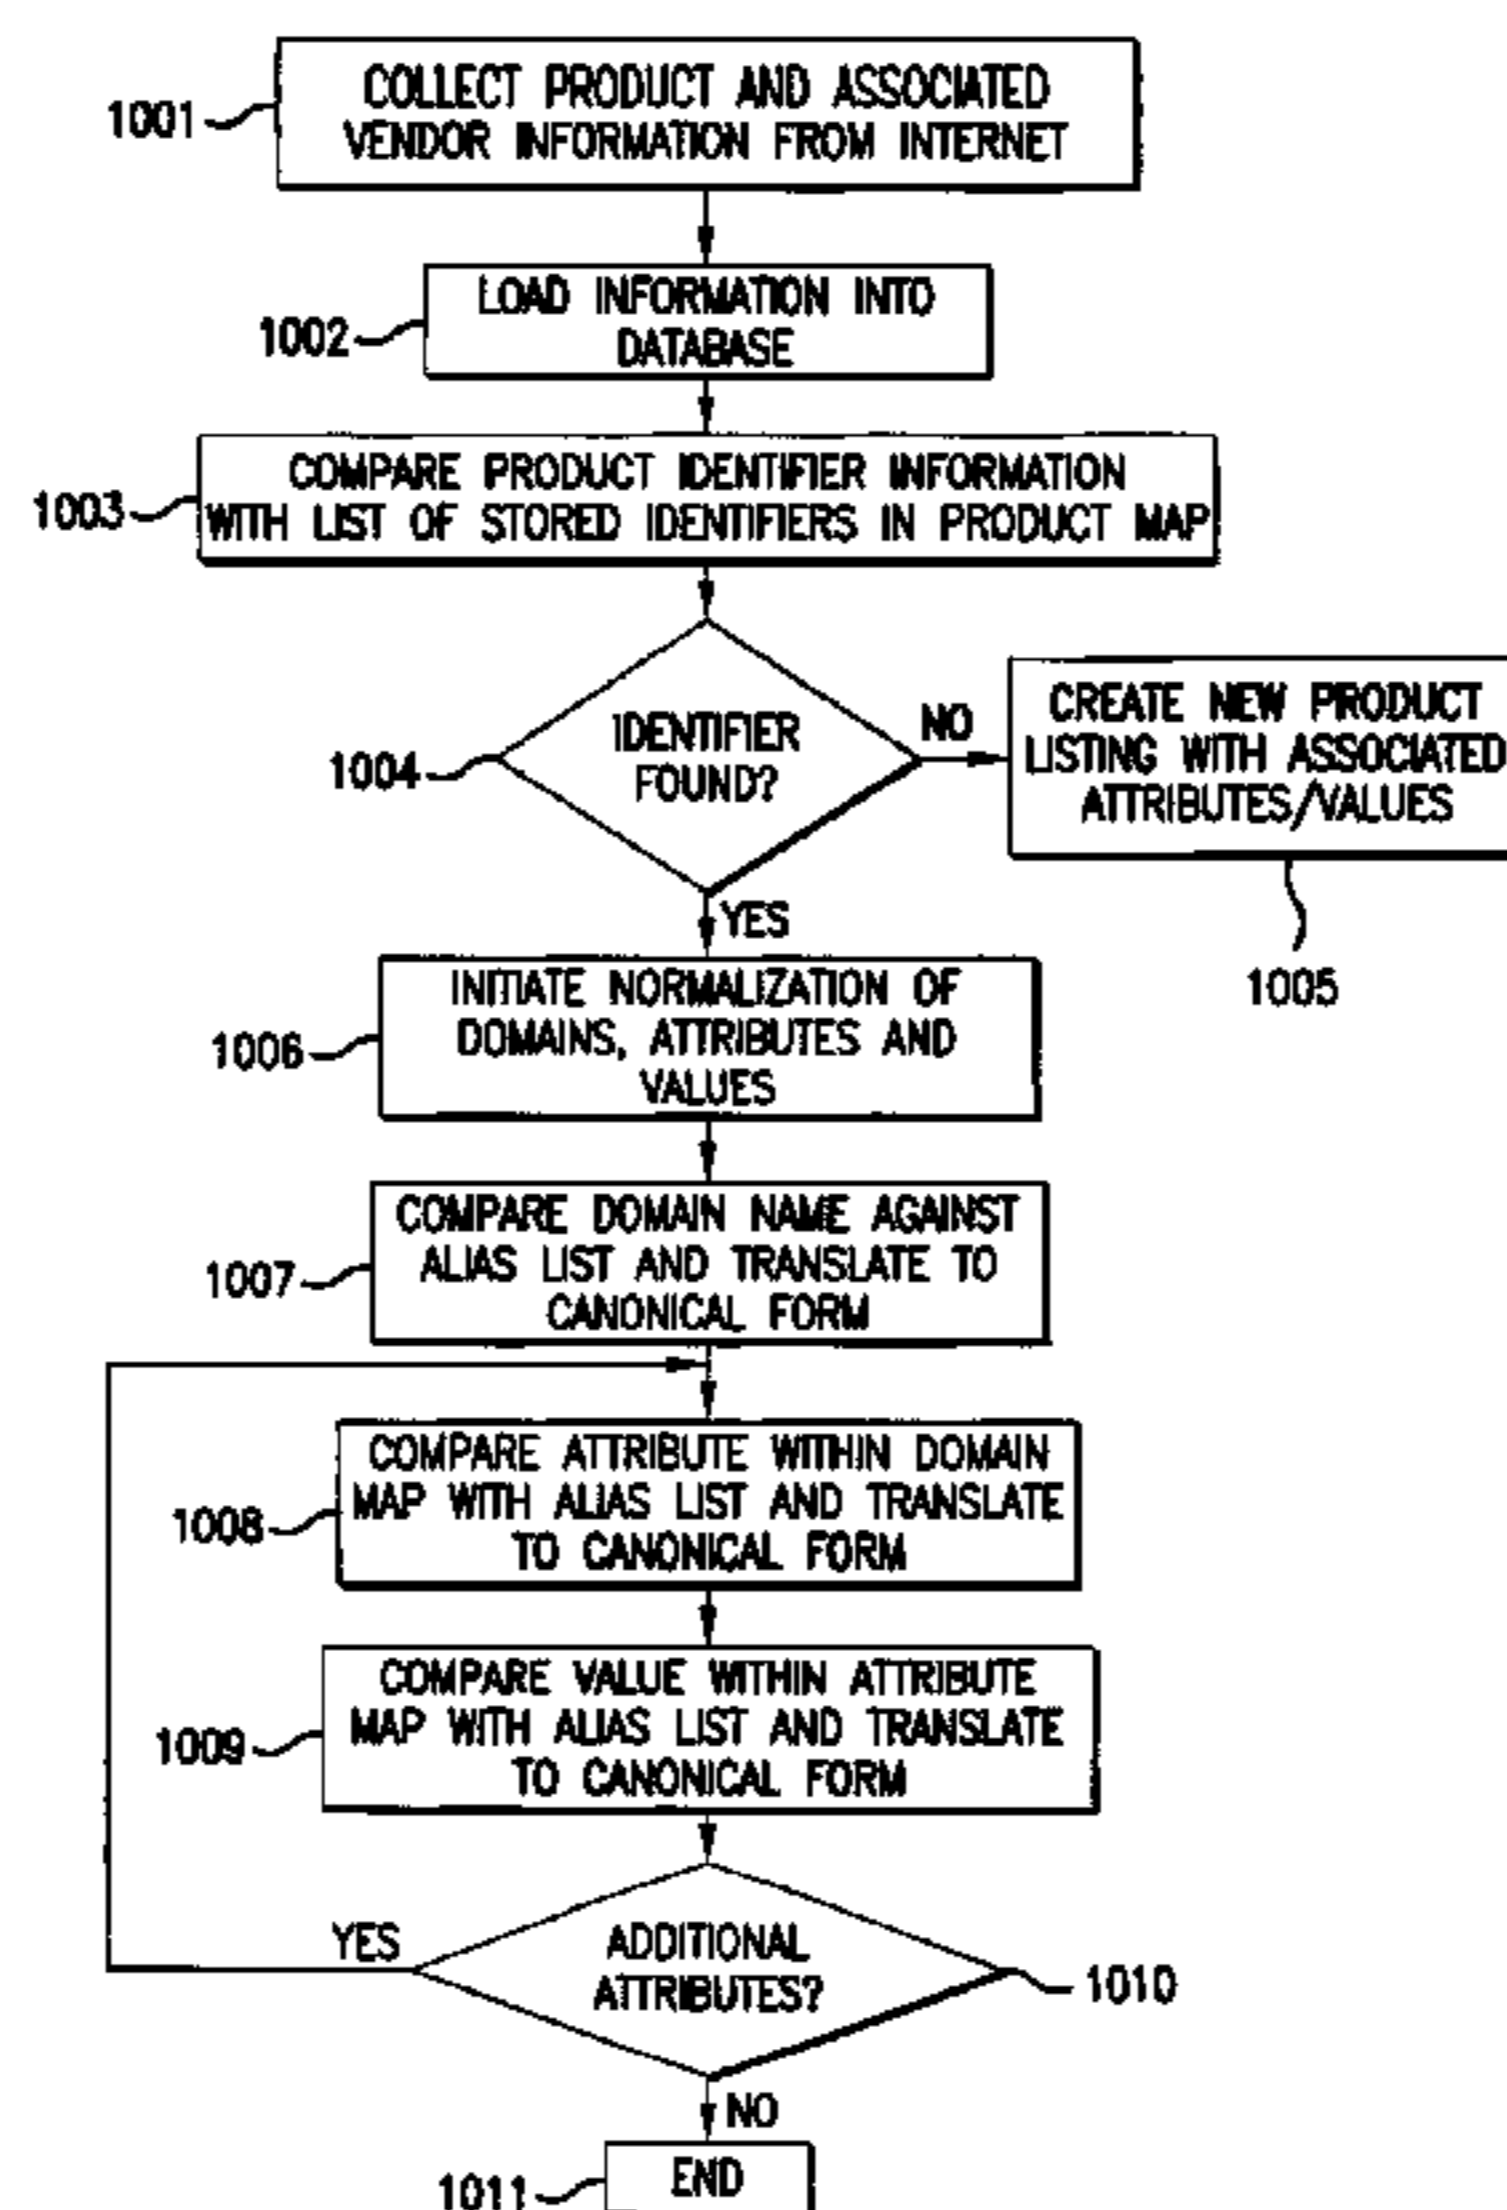 COLLECT PRODUCT AND ASSOCIATED
VENDOR INFORMATION FROM INTERNET
1001
LOAD INFORMATION INTO
DATABASE
1002
COMPARE PRODUCT IDENTIFIER INFORMATION
WITH LIST OF STORED IDENTIFIERS IN PRODUCT MAP
1003
IDENTIFIER
FOUND?
1004
NO
CREATE NEW PRODUCT
LISTING WITH ASSOCIATED
ATTRIBUTES/VALUES
1005
YES
INITIATE NORMALIZATION OF
DOMAINS, ATTRIBUTES AND
VALUES
1006
COMPARE DOMAIN NAME AGAINST
ALIAS LIST AND TRANSLATE TO
CANONICAL FORM
1007
COMPARE ATTRIBUTE WITHIN DOMAIN
MAP WITH ALIAS LIST AND TRANSLATE
TO CANONICAL FORM
1008
COMPARE VALUE WITHIN ATTRIBUTE
MAP WITH ALIAS LIST AND TRANSLATE
TO CANONICAL FORM
1009
YES
ADDITIONAL
ATTRIBUTES?
1010
NO
END
1011